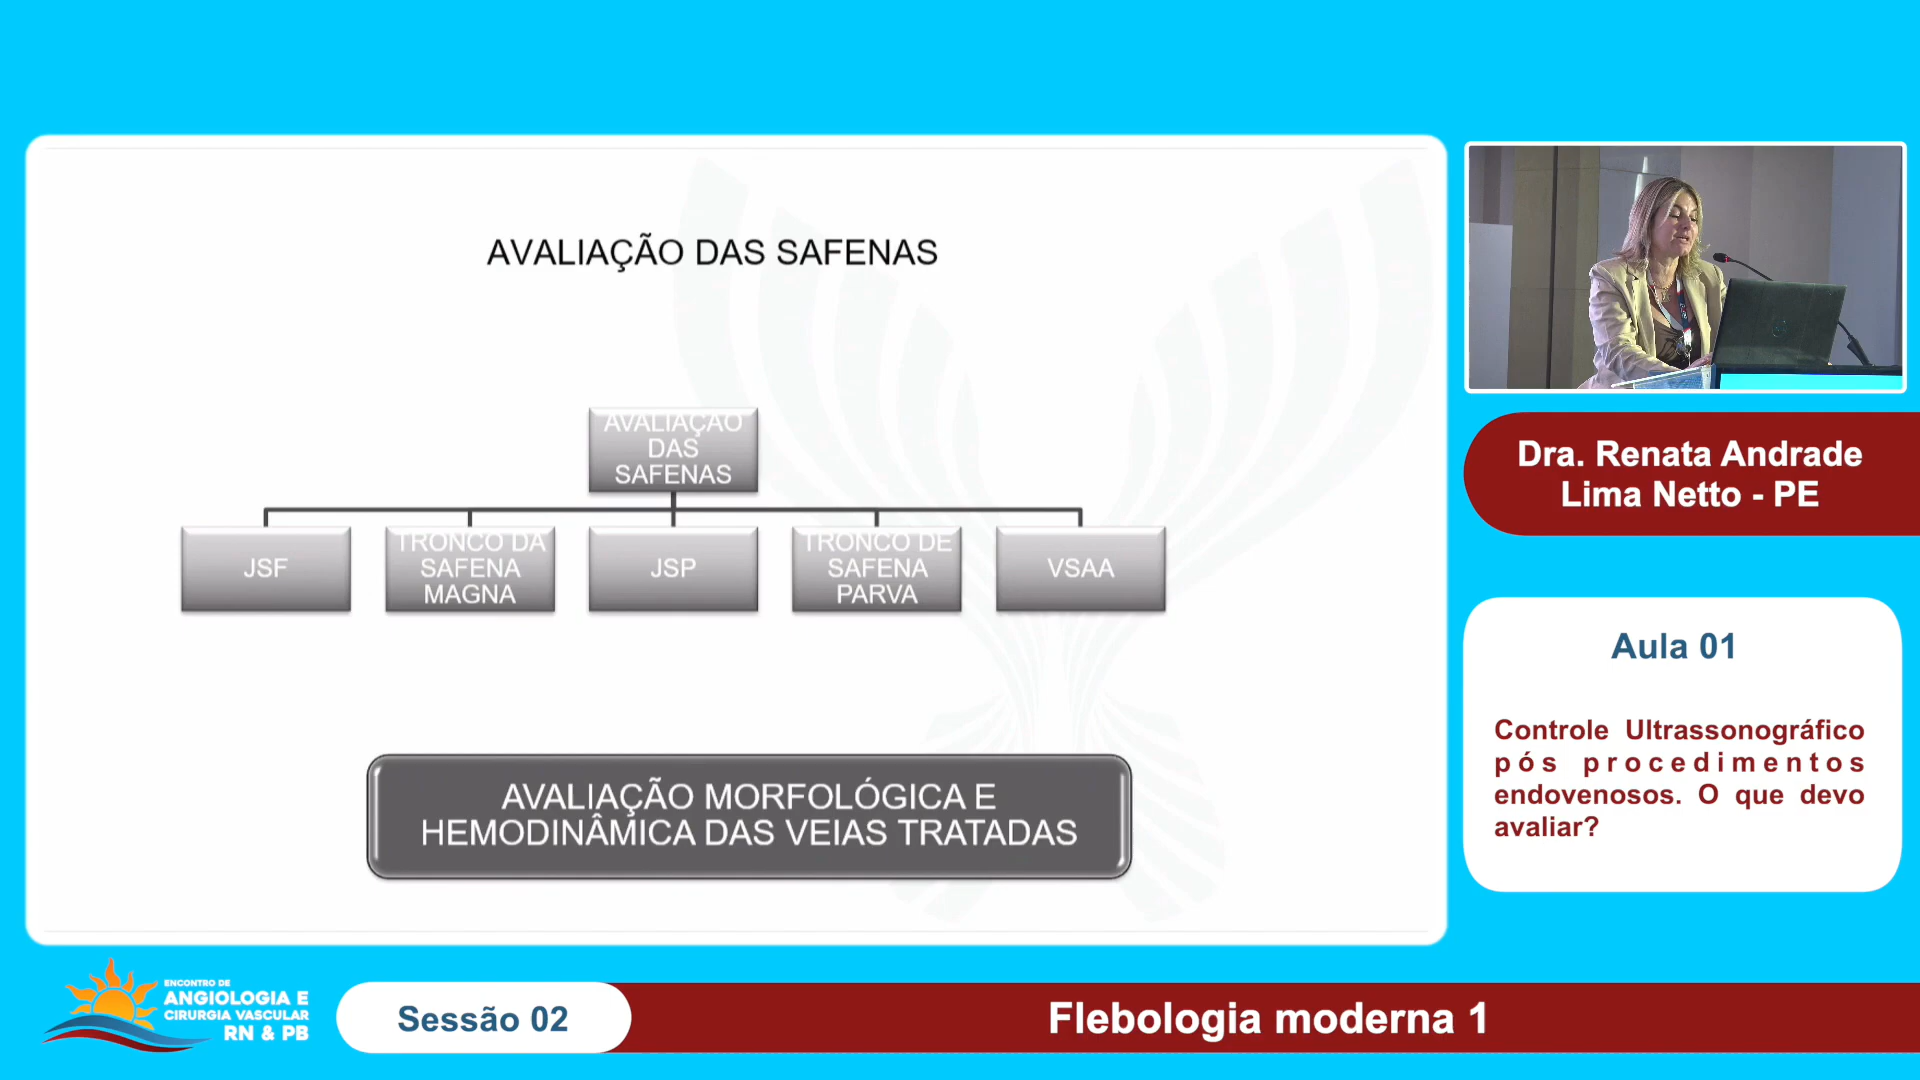 AVALIAÇÃO DAS SAFENAS
AVALIAÇÃO
DAS
SAFENAS
JSF
TRONCO DA
SAFENA
MAGNA
JSP
TRONCO DE
SAFENA
PARVA
VSAA
AVALIAÇÃO MORFOLÓGICA E
HEMODINÂMICA DAS VEIAS TRATADAS
Dra. Renata Andrade
Lima Netto - PE
Aula 01
Controle Ultrassonográfico
pós procedimentos
endovenosos. O que devo
avaliar?
ENCONTRO DE
ANGIOLOGIA E
CIRURGIA VASCULAR
RN & PB
Sessão 02
Flebologia moderna 1